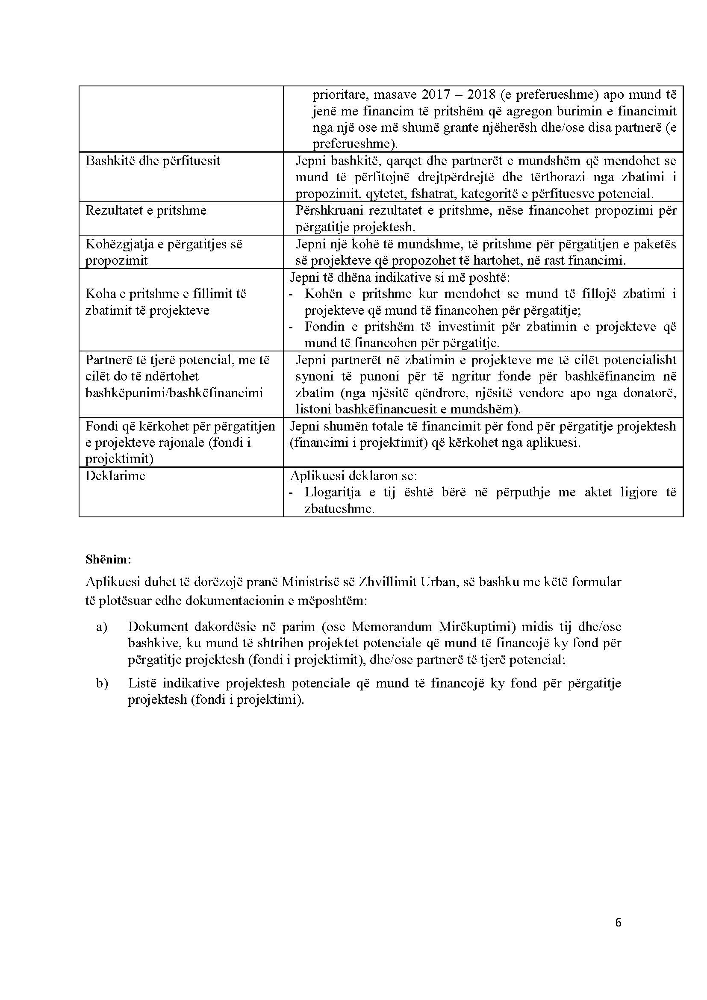 prioritare, masave 2017 – 2018 (e preferueshme) apo mund të
jenë me financim të pritshëm që agregon burimin e financimit
nga një ose më shumë grante njëherësh dhe/ose disa partnerë (e
preferueshme).
Bashkitë dhe përfituesit
Jepni bashkitë, qarqet dhe partnerët e mundshëm që mendohet se
mund të përfitojnë drejtpërdrejtë dhe tërthorazi nga zbatimi i
propozimit, qytetet, fshatrat, kategoritë e përfituesve potencial.
Rezultatet e pritshme
Përshkruani rezultatet e pritshme, nëse financohet propozimi për
përgatitje projektesh.
Kohëzgjatja e përgatitjes së
propozimit
Jepni një kohë të mundshme, të pritshme për përgatitjen e paketës
së projekteve që propozohet të hartohet, në rast financimi.
Koha e pritshme e fillimit të
zbatimit të projekteve
Jepni të dhëna indikative si më poshtë:
- Kohën e pritshme kur mendohet se mund të fillojë zbatimi i
projekteve që mund të financohen për përgatitje;
- Fondin e pritshëm të investimit për zbatimin e projekteve që
mund të financohen për përgatitje.
Partnerë të tjerë potencial, me të
cilët do të ndërtohet
bashkëpunimi/bashkëfinancimi
Jepni partnerët në zbatimin e projekteve me të cilët potencialisht
synoni të punoni për të ngritur fonde për bashkëfinancim në
zbatim (nga njësitë qëndrore, njësitë vendore apo nga donatorë,
listoni bashkëfinancuesit e mundshëm).
Fondi që kërkohet për përgatitjen
e projekteve rajonale (fondi i
projektimit)
Jepni shumën totale të financimit për fond për përgatitje projektesh
(financimi i projektimit) që kërkohet nga aplikuesi.
Deklarime
Aplikuesi deklaron se:
- Llogaritja e tij është bërë në përputhje me aktet ligjore të
zbatueshme.
Shënim:
Aplikuesi duhet të dorëzojë pranë Ministrisë së Zhvillimit Urban, së bashku me këtë formular
të plotësuar edhe dokumentacionin e mëposhtëm:
a) Dokument dakordësie në parim (ose Memorandum Mirëkuptimi) midis tij dhe/ose
bashkive, ku mund të shtrihen projektet potenciale që mund të financojë ky fond për
përgatitje projektesh (fondi i projektimit), dhe/ose partnerë të tjerë potencial;
b) Listë indikative projektesh potenciale që mund të financojë ky fond për përgatitje
projektesh (fondi i projektimi).
6